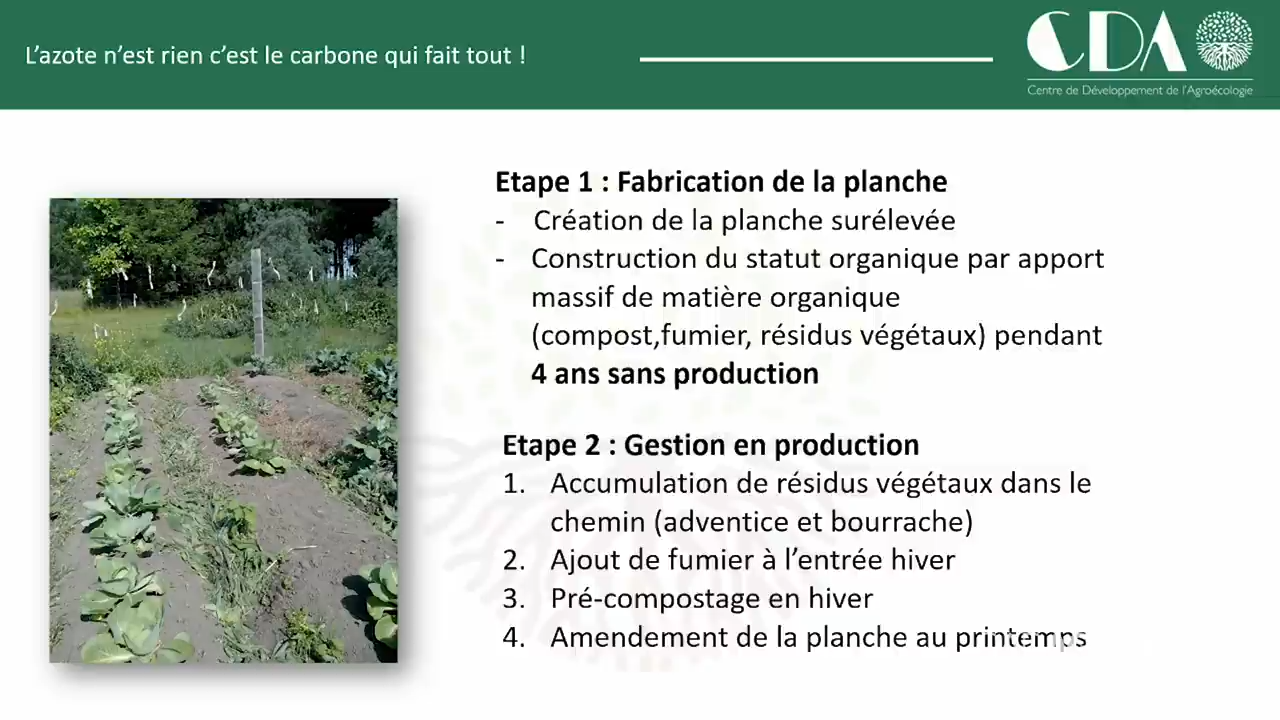 L’azote n’est rien c’est le carbone qui fait tout !
CDA
Centre de Développement de l’Agroécologie
Etape 1 : Fabrication de la planche
- Création de la planche surélevée
- Construction du statut organique par apport
massif de matière organique
(compost,fumier, résidus végétaux) pendant
4 ans sans production
Etape 2 : Gestion en production
1. Accumulation de résidus végétaux dans le
chemin (adventice et bourrache)
2. Ajout de fumier à l’entrée hiver
3. Pré-compostage en hiver
4. Amendement de la planche au printemps